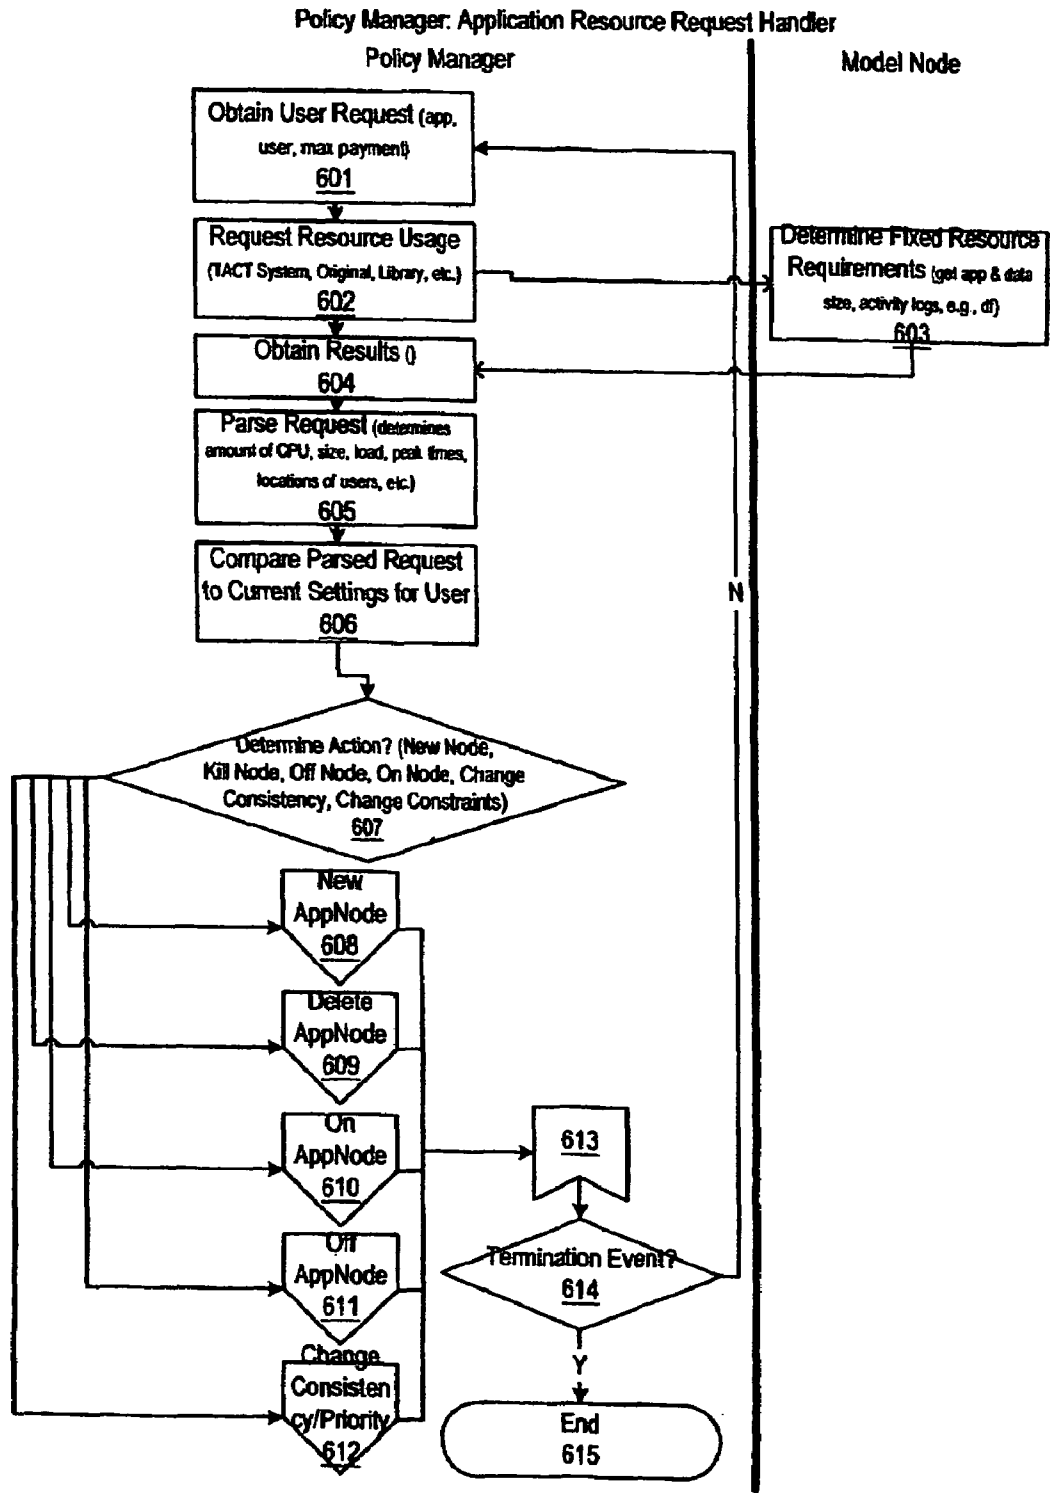 Policy Manager: Application Resource Request Handler
Policy Manager
Model Node
Obtain User Request (app,
user, max payment)
601
Request Resource Usage
(TACT System, Original, Library, etc.)
602
Determine Fixed Resource
Requirements (get app & data
size, activity logs, e.g., df)
603
Obtain Results ()
604
Parse Request (determines
amount of CPU, size, load, peak times,
locations of users, etc.)
605
Compare Parsed Request
to Current Settings for User
606
N
Determine Action? (New Node,
Kill Node, Off Node, On Node, Change
Consistency, Change Constraints)
607
New
AppNode
608
Delete
AppNode
609
On
AppNode
610
613
Off
AppNode
611
Termination Event?
614
Change
Consisten
cy/Priority
612
Y
End
615